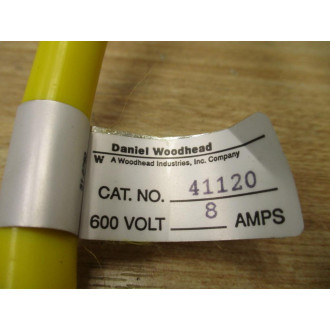 Daniel Woodhead
W A Woodhead Industries, Inc. Company
CAT. NO. 41120
600 VOLT 8 AMPS